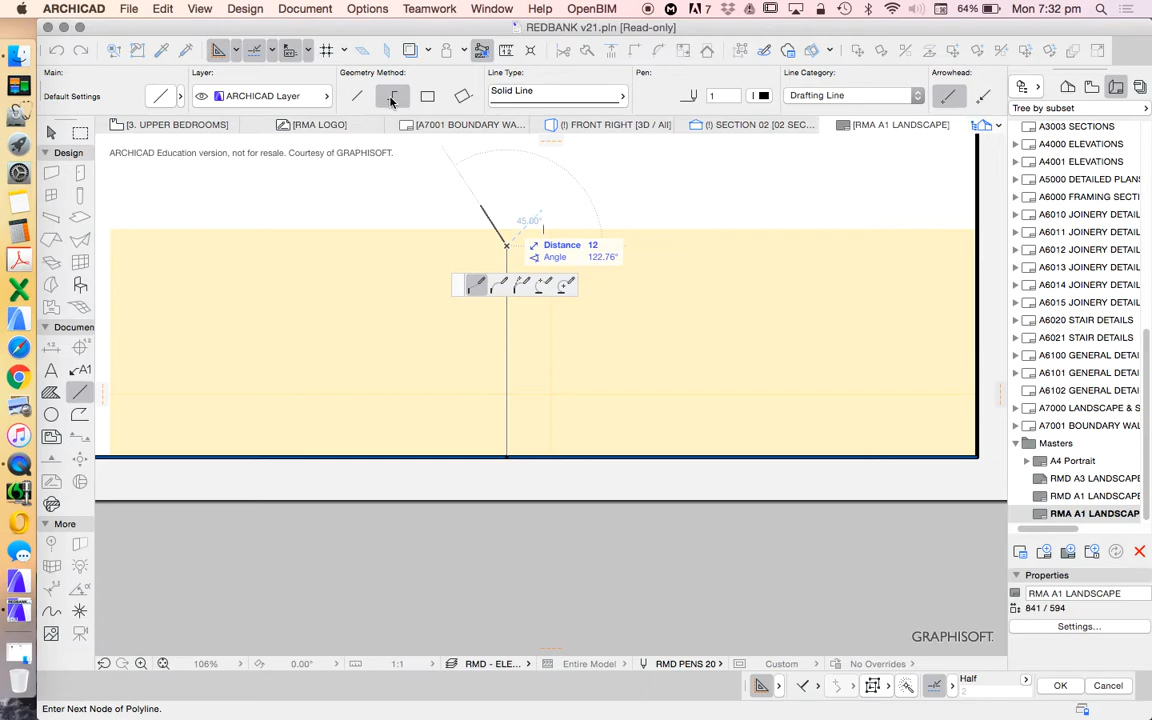 ARCHICAD File Edit View Design Document Options Teamwork Window Help OpenBIM 7 64% Mon 7:32 pm
REDBANK v21.pln [Read-only]
Main: Layer: Geometry Method: Line Type: Pen: Line Category: Arrowhead:
Default Settings ARCHICAD Layer Solid Line 1 Drafting Line
Tree by subset
[3. UPPER BEDROOMS] [RMA LOGO] [A7001 BOUNDARY WA... (!) FRONT RIGHT [3D / All] (!) SECTION 02 [02 SEC... [RMA A1 LANDSCAPE]
ARCHICAD Education version, not for resale. Courtesy of GRAPHISOFT.
Design
Documen
More
45.00°
Distance 12
Angle 122.76°
A3003 SECTIONS
A4000 ELEVATIONS
A4001 ELEVATIONS
A5000 DETAILED PLANS
A6000 FRAMING SECTI
A6010 JOINERY DETAIL
A6011 JOINERY DETAIL
A6012 JOINERY DETAIL
A6013 JOINERY DETAIL
A6014 JOINERY DETAIL
A6015 JOINERY DETAIL
A6020 STAIR DETAILS
A6021 STAIR DETAILS
A6100 GENERAL DETAI
A6101 GENERAL DETAI
A6102 GENERAL DETAI
A7000 LANDSCAPE & S
A7001 BOUNDARY WAL
Masters
A4 Portrait
RMD A3 LANDSCAPE
RMD A1 LANDSCAPE
RMA A1 LANDSCAP
Properties
RMA A1 LANDSCAPE
841 / 594
Settings...
GRAPHISOFT.
106% 0.00° 1:1 RMD - ELE... Entire Model RMD PENS 20 Custom No Overrides
Half
2
OK Cancel
Enter Next Node of Polyline.